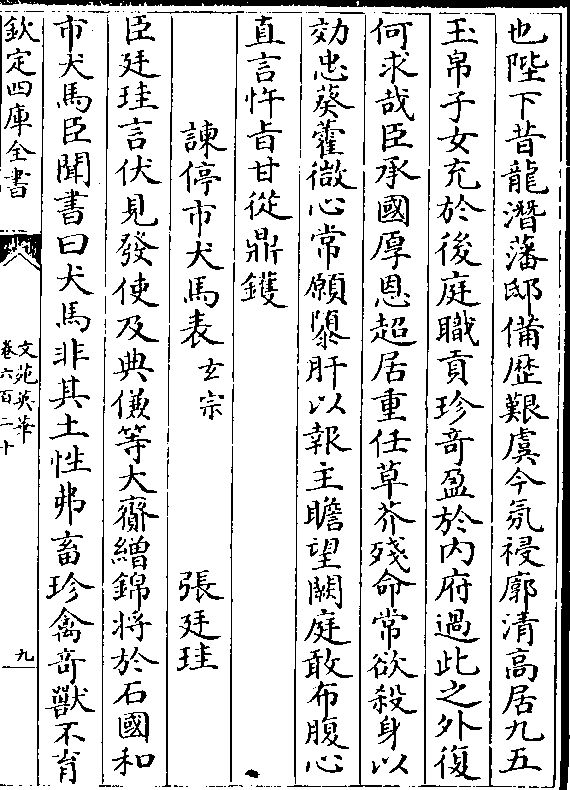 也陛下昔龍潛藩邸備歴艱虞今氛祲廓清高居九五
玉帛子女充於後庭職貢珍竒盈於内府過此之外復
何求哉臣承國厚恩超居重任草芥殘命常欲殺身以
効忠葵藿微心常願隳肝以報主瞻望闕庭敢布腹心
直言忤㫖甘從鼎鑊
諫停市犬馬表 玄宗 張廷珪
臣廷珪言伏見發使及典儀等大齎繒錦將於石國和
市犬馬臣聞書曰犬馬非其土性弗畜珍禽竒獸不育
欽定四庫全書
文苑英華
卷六百二十
九